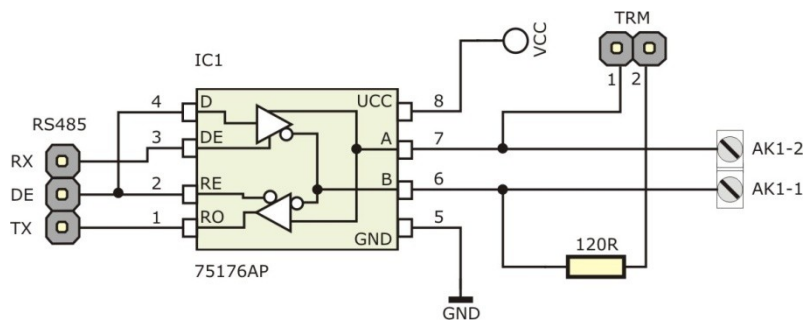 TRM
IC1
VCC
1 2
4 D UCC 8
RS485
3 DE A 7
RX AK1-2
DE 2 RE B 6
AK1-1
TX 1 RO 5
GND
120R
75176AP
GND